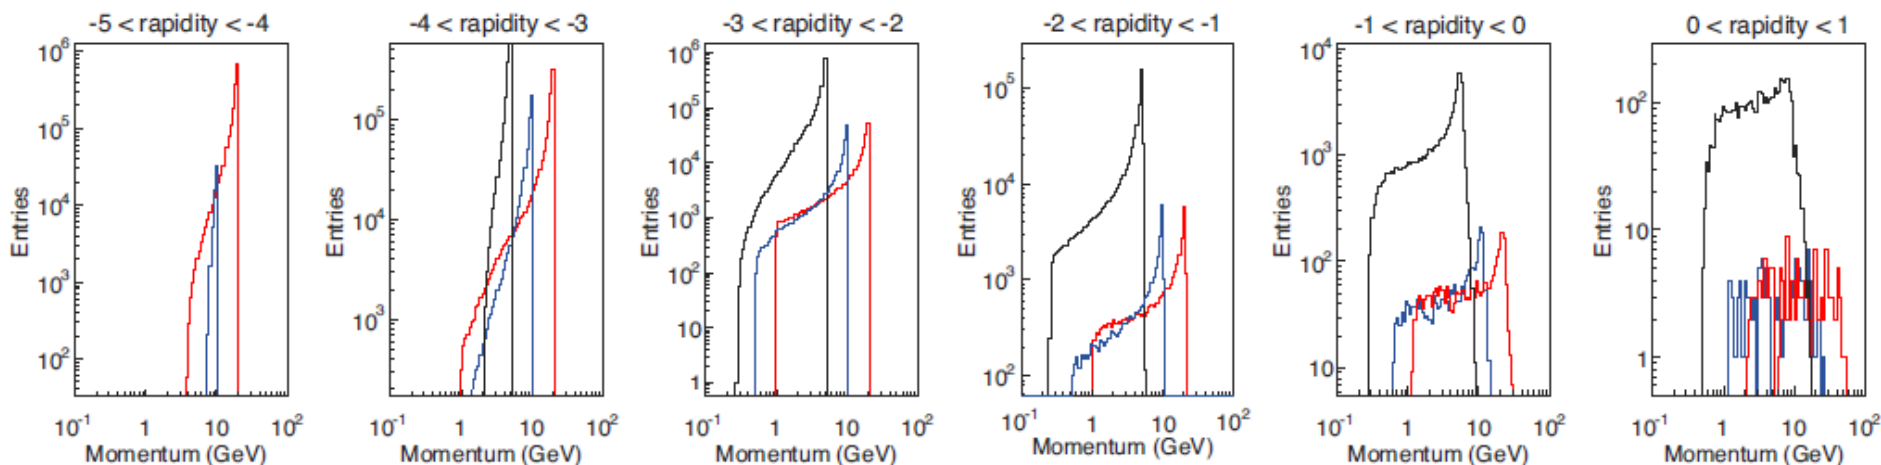 -5 < rapidity < -4
10^6
10^5
10^4
10^3
10^2
Entries
10^-1
1
10
10^2
Momentum (GeV)
-4 < rapidity < -3
10^5
10^4
10^3
Entries
10^-1
1
10
10^2
Momentum (GeV)
-3 < rapidity < -2
10^6
10^5
10^4
10^3
10^2
10
1
Entries
10^-1
1
10
10^2
Momentum (GeV)
-2 < rapidity < -1
10^5
10^4
10^3
10^2
Entries
10^-1
1
10
10^2
Momentum (GeV)
-1 < rapidity < 0
10^4
10^3
10^2
10
Entries
10^-1
1
10
10^2
Momentum (GeV)
0 < rapidity < 1
10^2
10
1
Entries
10^-1
1
10
10^2
Momentum (GeV)